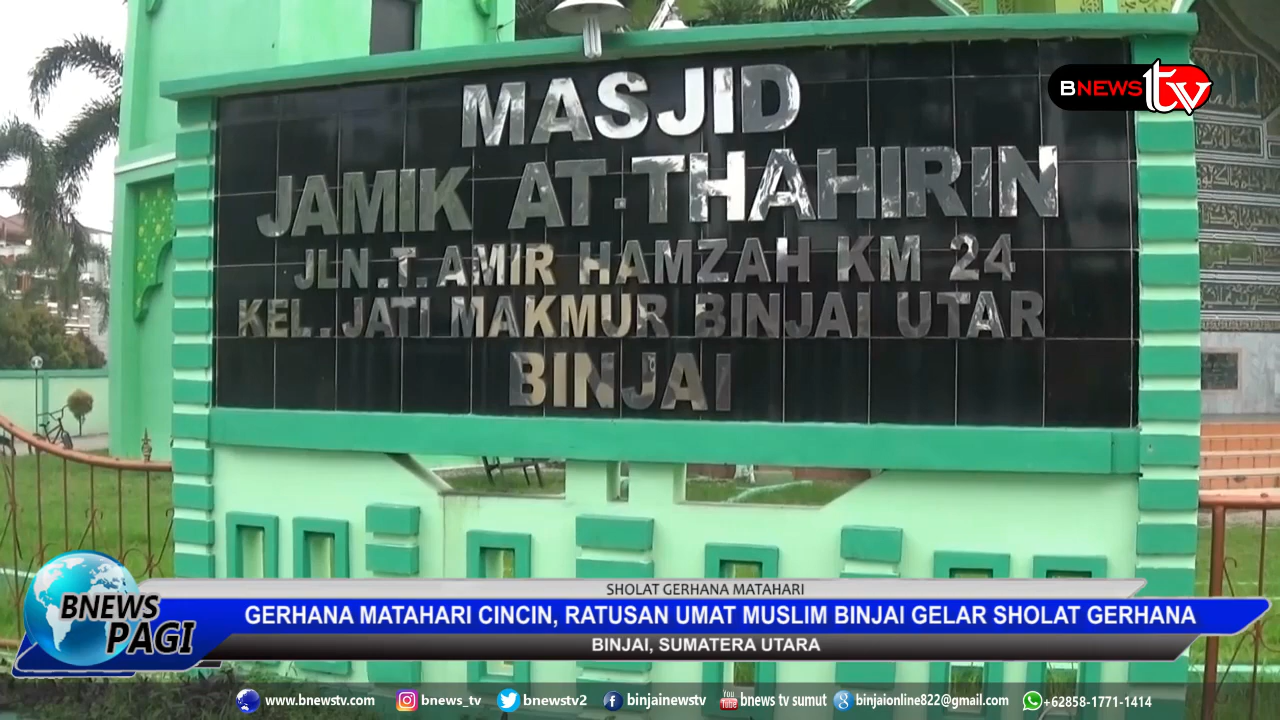 MASJID
JAMIK AT-THAHIRIN
JLN.T. AMIR HAMZAH KM 24
KEL. JATI MAKMUR BINJAI UTAR
BINJAI
BNEWS tv
SHOLAT GERHANA MATAHARI
GERHANA MATAHARI CINCIN, RATUSAN UMAT MUSLIM BINJAI GELAR SHOLAT GERHANA
BINJAI, SUMATERA UTARA
BNEWS
PAGI
www.bnewstv.com bnews_tv bnewstv2 binjainewstv You Tube bnews tv sumut binjaionline822@gmail.com +62858-1771-1414